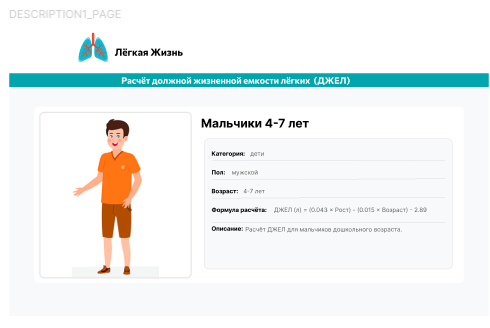 DESCRIPTION1_PAGE
Лёгкая Жизнь
Расчёт должной жизненной емкости лёгких (ДЖЕЛ)
Мальчики 4-7 лет
Категория: дети
Пол: мужской
Возраст: 4-7 лет
Формула расчёта: ДЖЕЛ (л) = (0.043 × Рост) - (0.015 × Возраст) - 2.89
Описание: Расчёт ДЖЕЛ для мальчиков дошкольного возраста.